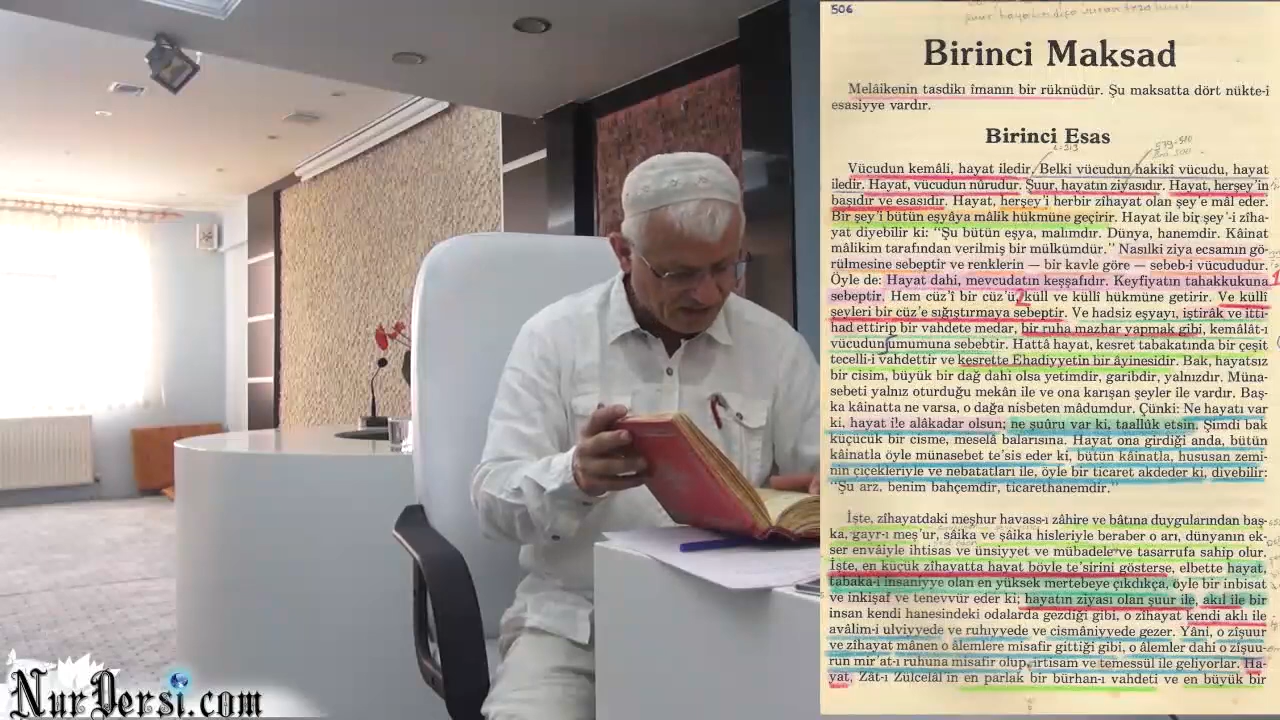 506
Birinci Maksad
Melâikenin tasdikı îmanın bir rüknüdür. Şu maksatta dört nükte-i
esasiyye vardır.
Birinci Esas
Vücudun kemâli, hayat iledir. Belki vücudun hakikî vücudu, hayat
iledir. Hayat, vücudun nûrudur. Şuur, hayatın ziyasıdır. Hayat, herşey'in
başıdır ve esasıdır. Hayat, herşey'i herbir zîhayat olan şey'e mâl eder.
Bir şey'i bütün eşyâya mâlik hükmüne geçirir. Hayat ile bir şey'-i zîha-
yat diyebilir ki: "Şu bütün eşya, malımdır. Dünya, hanemdir. Kâinat
mâlikim tarafından verilmiş bir mülkümdür." Nasılki ziya ecsamın gö-
rülmesine sebeptir ve renklerin — bir kavle göre — sebeb-i vücududur.
Öyle de: Hayat dahi, mevcudatın keşşafıdır. Keyfiyatın tahakkukuna
sebeptir. Hem cüz'î bir cüz'ü, küll ve küllî hükmüne getirir. Ve küllî
şeyleri bir cüz'e sığıştırmaya sebeptir. Ve hadsiz eşyayı, iştirâk ve itti-
had ettirip bir vahdete medar, bir ruha mazhar yapmak gibi, kemâlât-ı
vücudun umumuna sebebtir. Hattâ hayat, kesret tabakatında bir çeşit
tecelli-i vahdettir ve kesrette Ehadiyyetin bir âyinesidir. Bak, hayatsız
bir cisim, büyük bir dağ dahi olsa yetimdir, garibdir, yalnızdır. Müna-
sebeti yalnız oturduğu mekân ile ve ona karışan şeyler ile vardır. Baş-
ka kâinatta ne varsa, o dağa nisbeten mâdumdur. Çünki: Ne hayatı var
ki, hayat ile alâkadar olsun; ne şuûru var ki, taallûk etsin. Şimdi bak
küçücük bir cisme, meselâ balarısına. Hayat ona girdiği anda, bütün
kâinatla öyle münasebet te'sis eder ki, bütün kâinatla, hususan zemi-
nin çiçekleriyle ve nebatatları ile, öyle bir ticaret akdeder ki, diyebilir:
"Şu arz, benim bahçemdir, ticarethanemdir."
İşte, zîhayatdaki meşhur havass-ı zâhire ve bâtına duygularından baş-
ka, gayr-ı meş'ur, sâika ve şâika hisleriyle beraber o arı, dünyanın ek-
ser envâiyle ihtisas ve ünsiyyet ve mübadele ve tasarrufa sahip olur.
İşte, en küçük zîhayatta hayat böyle te'sirini gösterse, elbette hayat,
tabaka-i insaniyye olan en yüksek mertebeye çıkdıkça, öyle bir inbisat
ve inkişaf ve tenevvür eder ki; hayatın ziyası olan şuur ile, akıl ile bir
insan kendi hanesindeki odalarda gezdiği gibi, o zîhayat kendi aklı ile
avâlim-i ulviyyede ve ruhıyyede ve cismâniyyede gezer. Yâni, o zîşuur
ve zîhayat mânen o âlemlere misafir gittiği gibi, o âlemler dahi o zîşuu-
run mir'at-ı ruhuna misafir olup, irtisam ve temessül ile geliyorlar. Ha-
yat, Zât-ı Zülcelâl'in en parlak bir bürhan-ı vahdeti ve en büyük bir
NurDersi.com